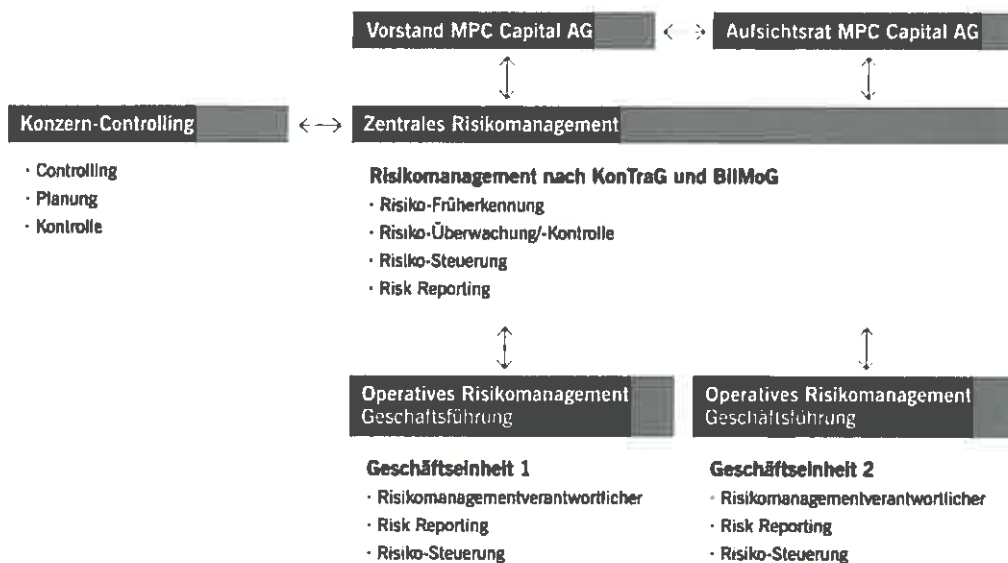 Vorstand MPC Capital AG
Aufsichtsrat MPC Capital AG
Konzern-Controlling
Zentrales Risikomanagement
· Controlling
· Planung
· Kontrolle
Risikomanagement nach KonTraG und BilMoG
· Risiko-Früherkennung
· Risiko-Überwachung/-Kontrolle
· Risiko-Steuerung
· Risk Reporting
Operatives Risikomanagement
Geschäftsführung
Operatives Risikomanagement
Geschäftsführung
Geschäftseinheit 1
· Risikomanagementverantwortlicher
· Risk Reporting
· Risiko-Steuerung
Geschäftseinheit 2
· Risikomanagementverantwortlicher
· Risk Reporting
· Risiko-Steuerung